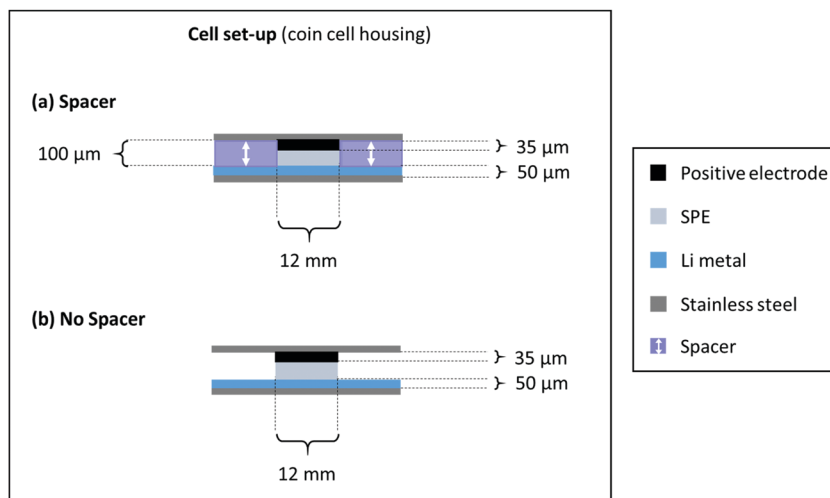 Cell set-up (coin cell housing)
(a) Spacer
100 μm
35 μm
50 μm
12 mm
(b) No Spacer
35 μm
50 μm
12 mm
Positive electrode
SPE
Li metal
Stainless steel
Spacer